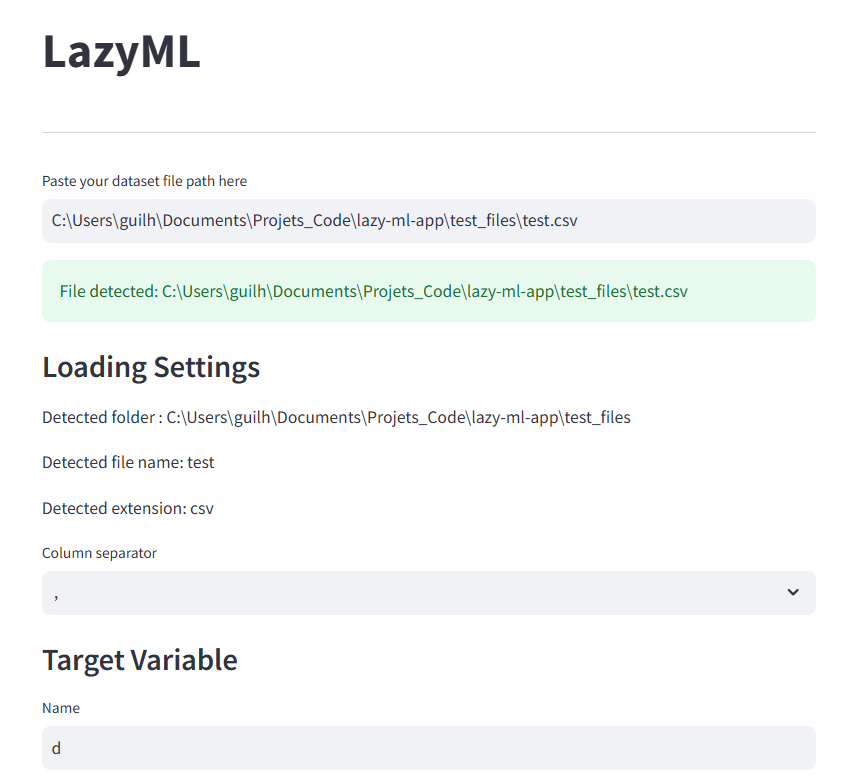 LazyML
Paste your dataset file path here
C:\Users\guilh\Documents\Projets_Code\lazy-ml-app\test_files\test.csv
File detected: C:\Users\guilh\Documents\Projets_Code\lazy-ml-app\test_files\test.csv
Loading Settings
Detected folder : C:\Users\guilh\Documents\Projets_Code\lazy-ml-app\test_files
Detected file name: test
Detected extension: csv
Column separator
,
Target Variable
Name
d